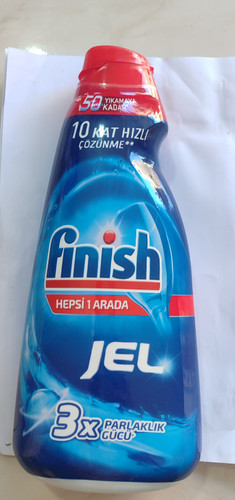 50 YIKAMAYA
KADAR*
10 KAT HIZLI
ÇÖZÜNME**
finish
HEPSİ 1 ARADA
JEL
3x PARLAKLIK
GÜCÜ